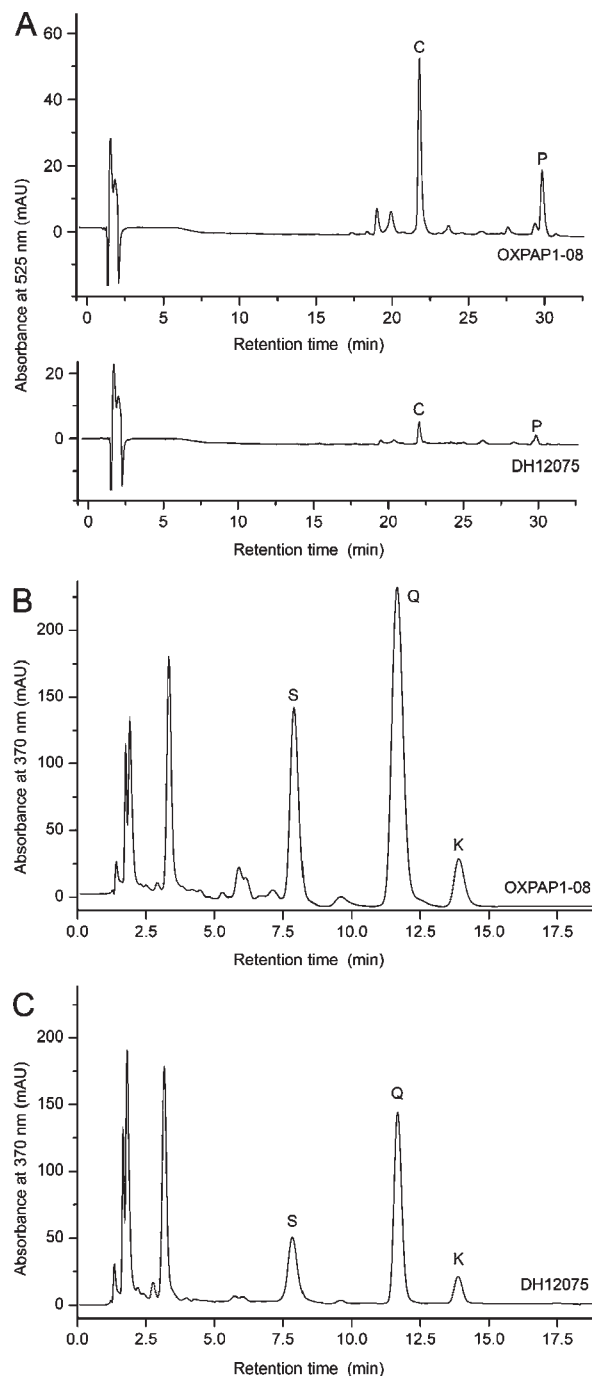 A
Absorbance at 525 nm (mAU)
60
40
20
0
C
P
OXPAP1-08
0 5 10 15 20 25 30
Retention time (min)
20
0
C
P
DH12075
0 5 10 15 20 25 30
Retention time (min)
B
Absorbance at 370 nm (mAU)
200
150
100
50
0
S
Q
K
OXPAP1-08
0.0 2.5 5.0 7.5 10.0 12.5 15.0 17.5
Retention time (min)
C
Absorbance at 370 nm (mAU)
200
150
100
50
0
S
Q
K
DH12075
0.0 2.5 5.0 7.5 10.0 12.5 15.0 17.5
Retention time (min)